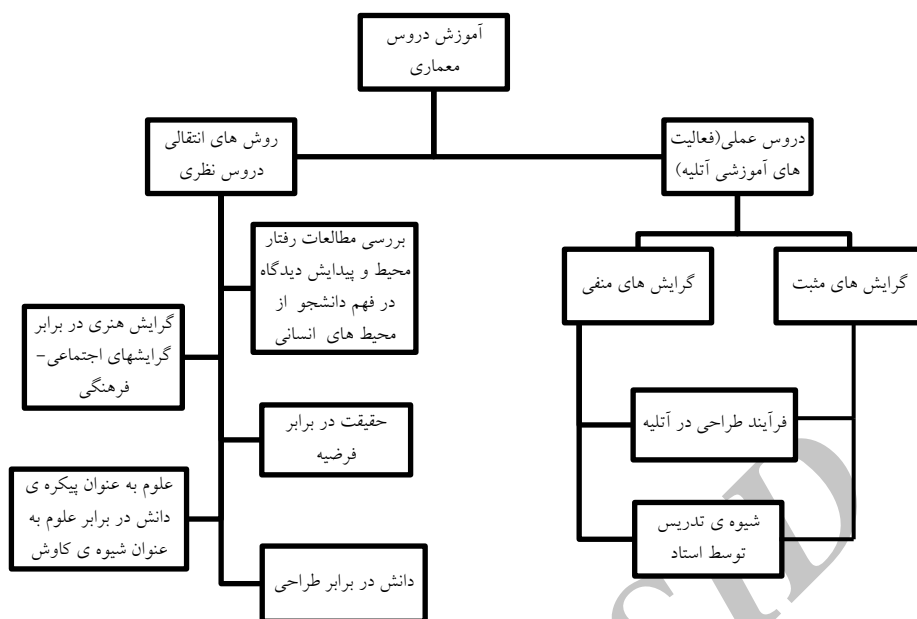 آموزش دروس
معماری
دروس عملی(فعالیت
های آموزشی آتلیه)
روش های انتقالی
دروس نظری
گرایش های مثبت
گرایش های منفی
فرآیند طراحی در آتلیه
شیوه ی تدریس
توسط استاد
بررسی مطالعات رفتار
محیط و پیدایش دیدگاه
در فهم دانشجو از
محیط های انسانی
گرایش هنری در برابر
گرایشهای اجتماعی-
فرهنگی
حقیقت در برابر
فرضیه
علوم به عنوان پیکره ی
دانش در برابر علوم به
عنوان شیوه ی کاوش
دانش در برابر طراحی
SID